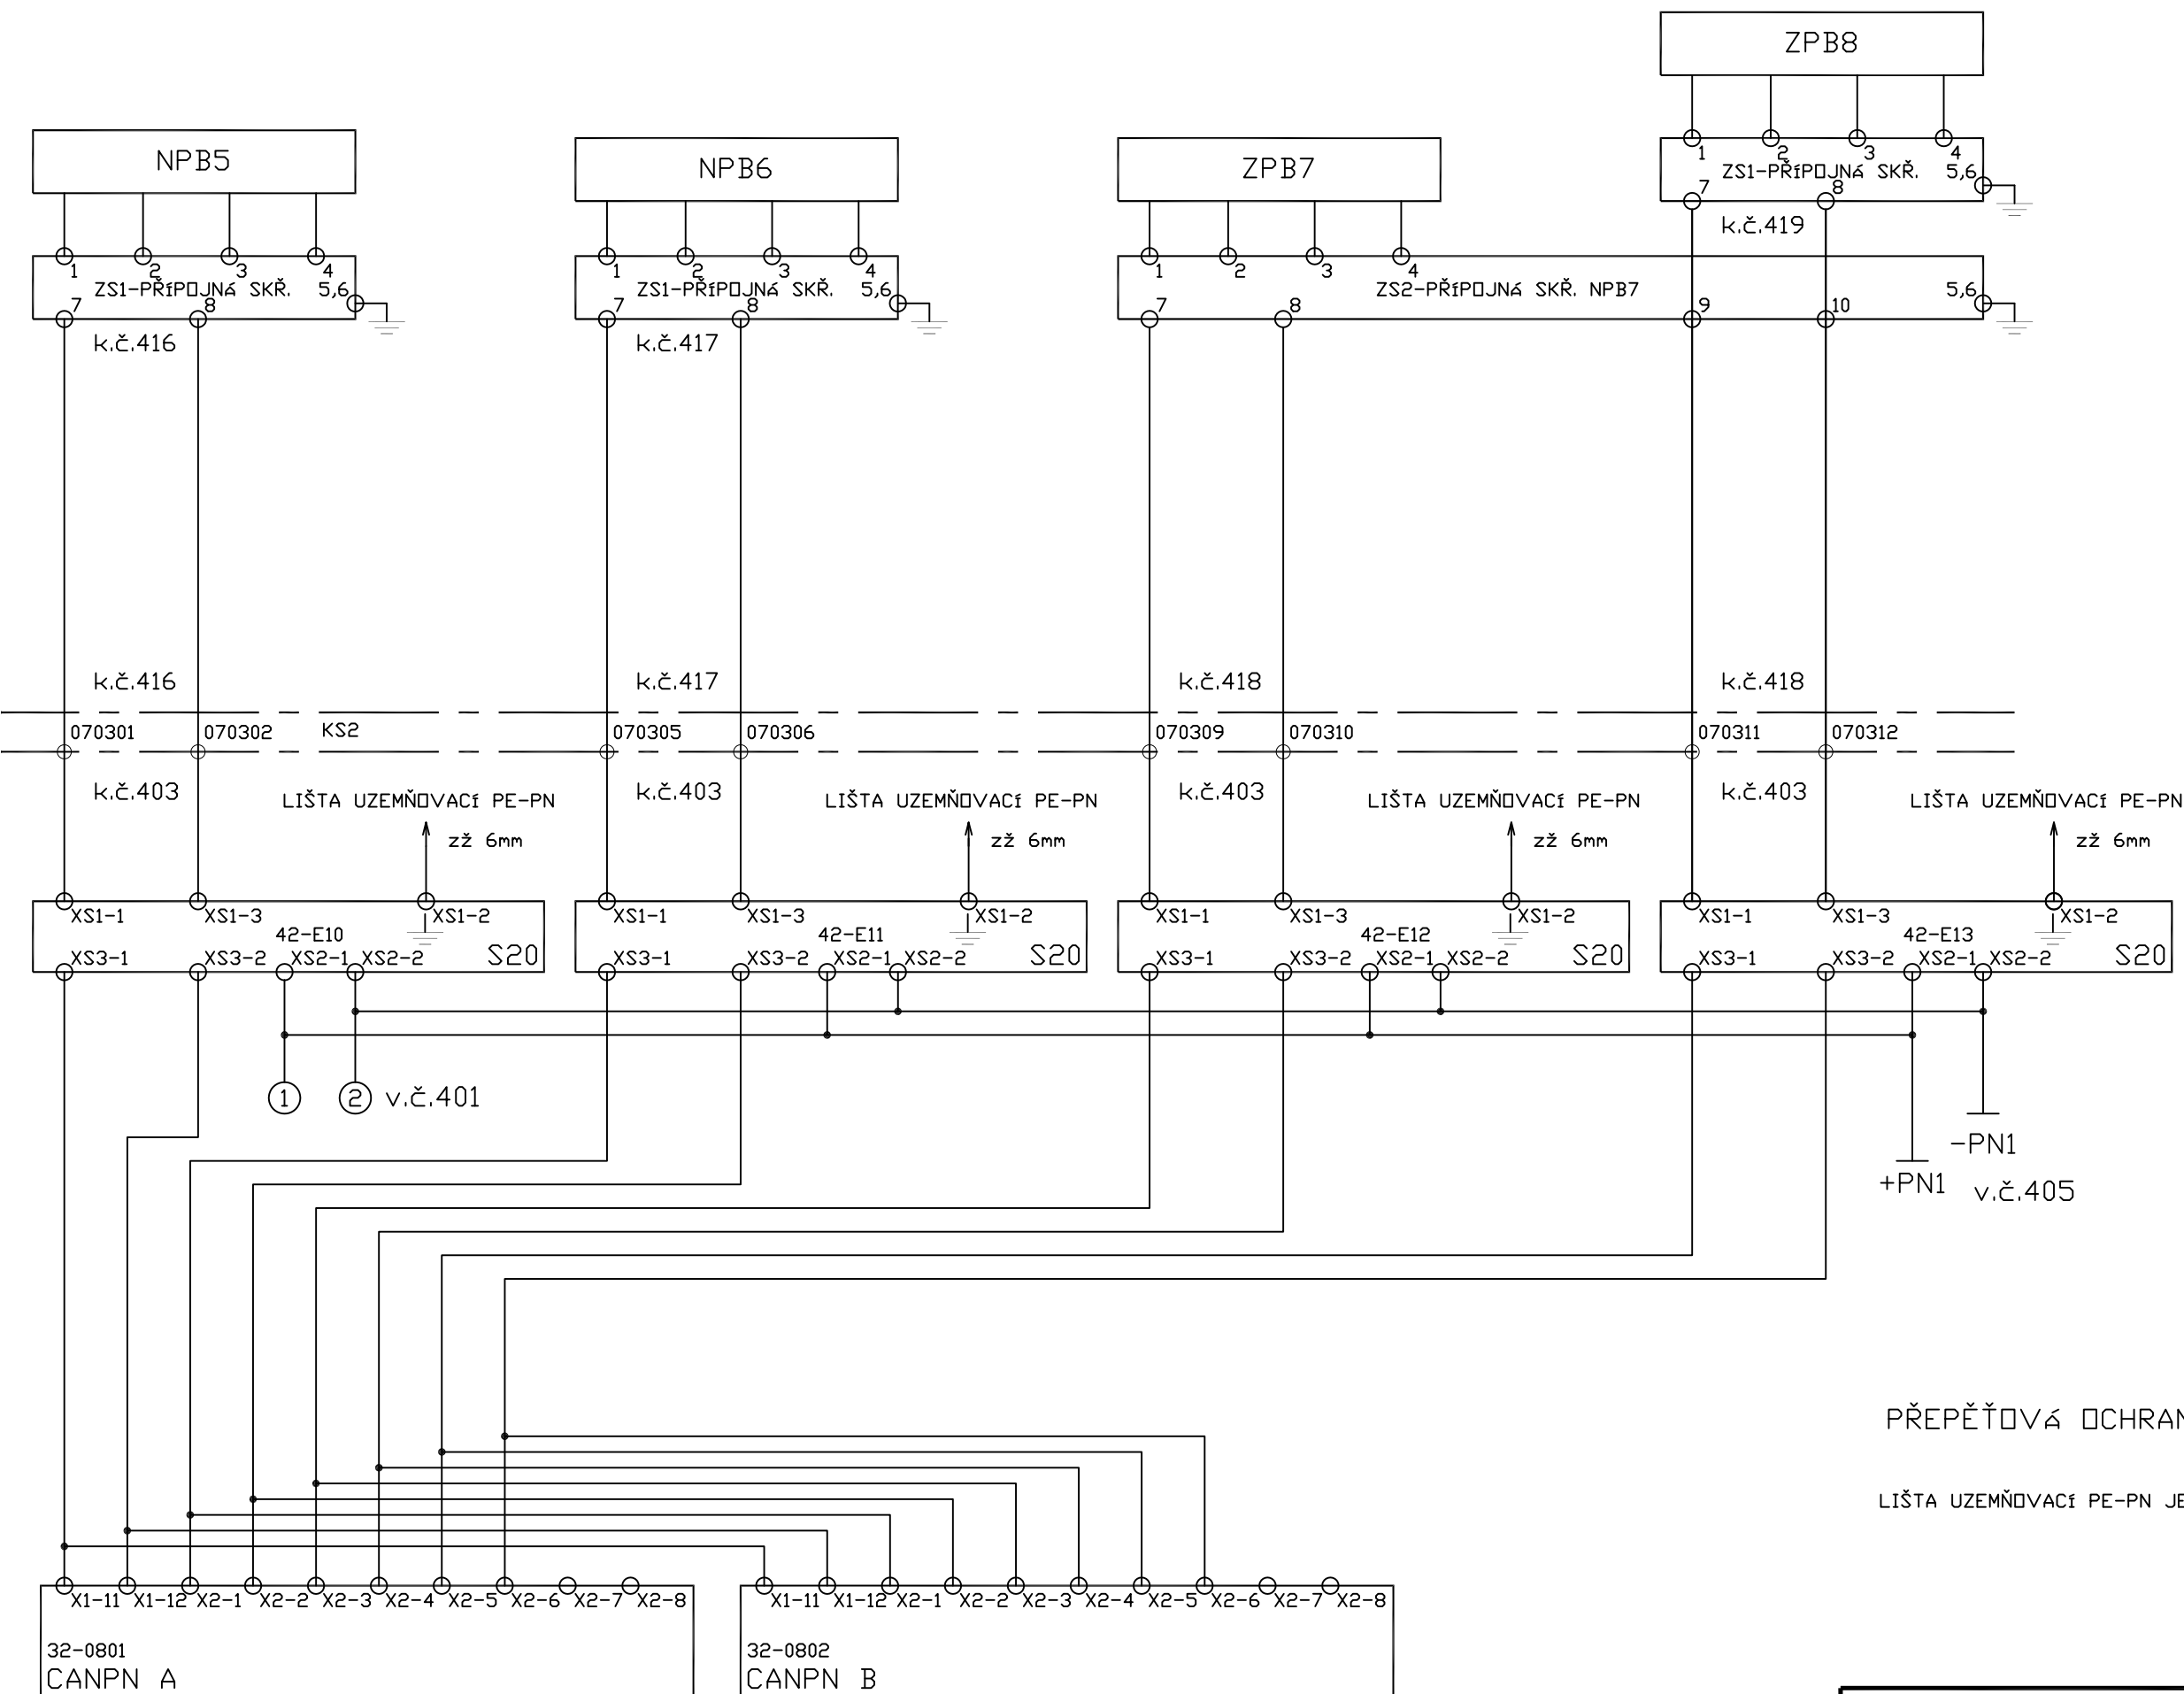 ZPB8
NPB5
NPB6
ZPB7
1 2 3 4
ZS1-PŘÍPOJNÁ SKŘ. 5,6
7 8
k.č.419
1 2 3 4
ZS1-PŘÍPOJNÁ SKŘ. 5,6
7 8
k.č.416
1 2 3 4
ZS1-PŘÍPOJNÁ SKŘ. 5,6
7 8
k.č.417
1 2 3 4
ZS2-PŘÍPOJNÁ SKŘ. NPB7 5,6
7 8 9 10
k.č.416 k.č.417 k.č.418 k.č.418
070301 070302 KS2 070305 070306 070309 070310 070311 070312
k.č.403 k.č.403 k.č.403 k.č.403
LIŠTA UZEMŇOVACÍ PE-PN LIŠTA UZEMŇOVACÍ PE-PN LIŠTA UZEMŇOVACÍ PE-PN LIŠTA UZEMŇOVACÍ PE-PN
zž 6mm zž 6mm zž 6mm zž 6mm
XS1-1 XS1-3 XS1-2 XS1-1 XS1-3 XS1-2 XS1-1 XS1-3 XS1-2 XS1-1 XS1-3 XS1-2
42-E10 42-E11 42-E12 42-E13
XS3-1 XS3-2 XS2-1 XS2-2 S20 XS3-1 XS3-2 XS2-1 XS2-2 S20 XS3-1 XS3-2 XS2-1 XS2-2 S20 XS3-1 XS3-2 XS2-1 XS2-2 S20
1 2 v.č.401
-PN1
+PN1 v.č.405
PŘEPĚŤOVÁ OCHRAN
LIŠTA UZEMŇOVACÍ PE-PN JE
X1-11 X1-12 X2-1 X2-2 X2-3 X2-4 X2-5 X2-6 X2-7 X2-8 X1-11 X1-12 X2-1 X2-2 X2-3 X2-4 X2-5 X2-6 X2-7 X2-8
32-0801 32-0802
CANPN A CANPN B